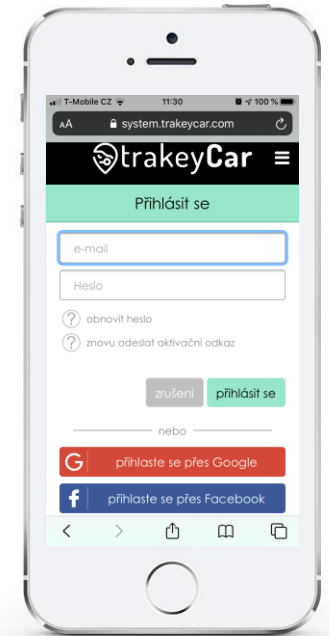 T-Mobile CZ 11:30 100 %
AA system.trakeycar.com
trakeyCar
Přihlásit se
e-mail
Heslo
? obnovit heslo
? znovu odeslat aktivační odkaz
zrušení přihlásit se
nebo
G přihlaste se přes Google
f přihlaste se přes Facebook